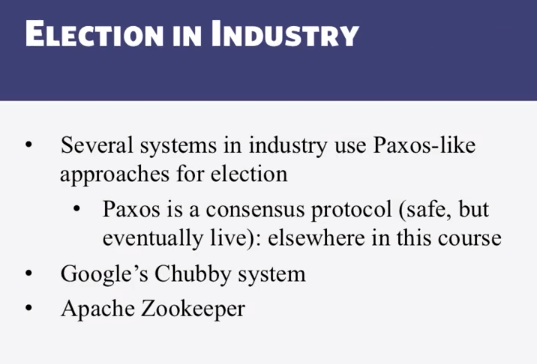 ELECTION IN INDUSTRY
• Several systems in industry use Paxos-like
approaches for election
• Paxos is a consensus protocol (safe, but
eventually live): elsewhere in this course
• Google's Chubby system
• Apache Zookeeper